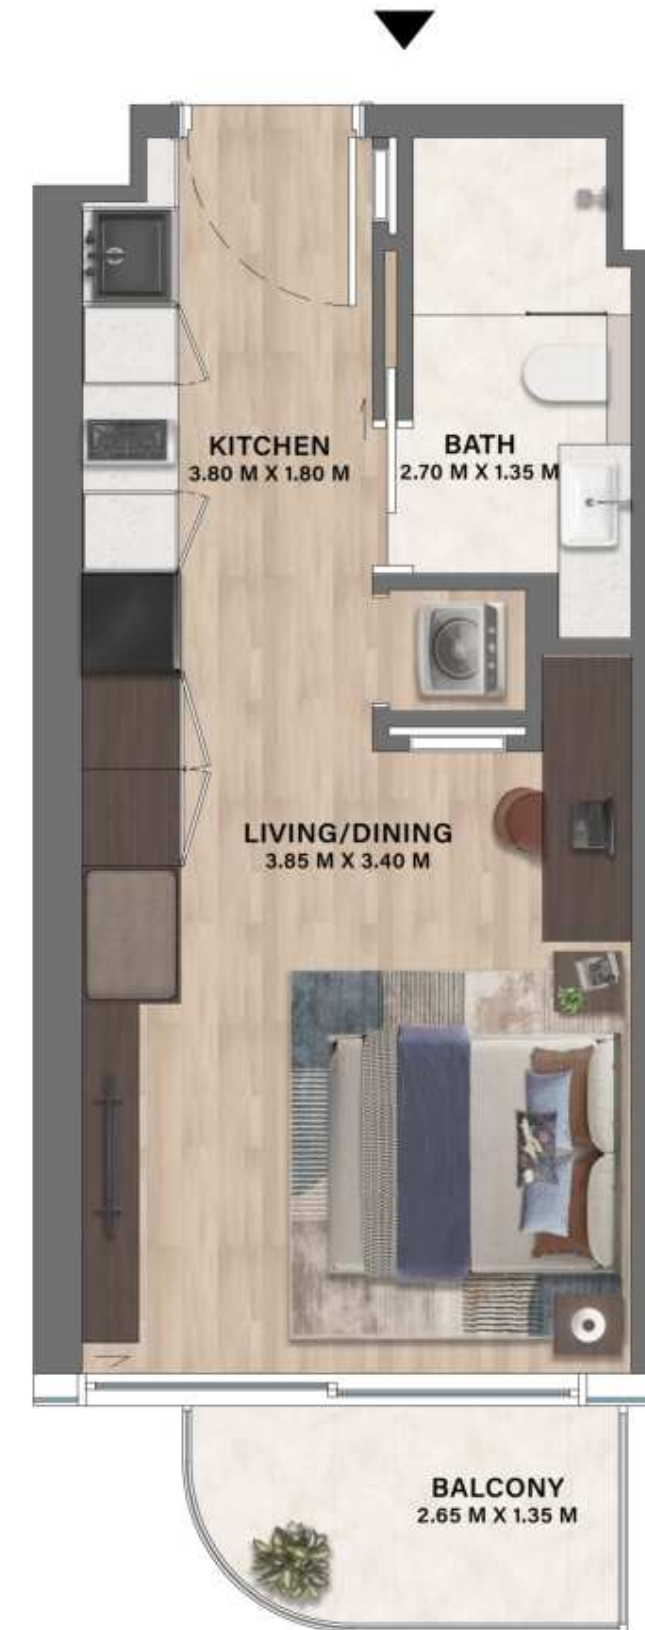 KITCHEN
3.80 M X 1.80 M
BATH
2.70 M X 1.35 M
LIVING/DINING
3.85 M X 3.40 M
BALCONY
2.65 M X 1.35 M